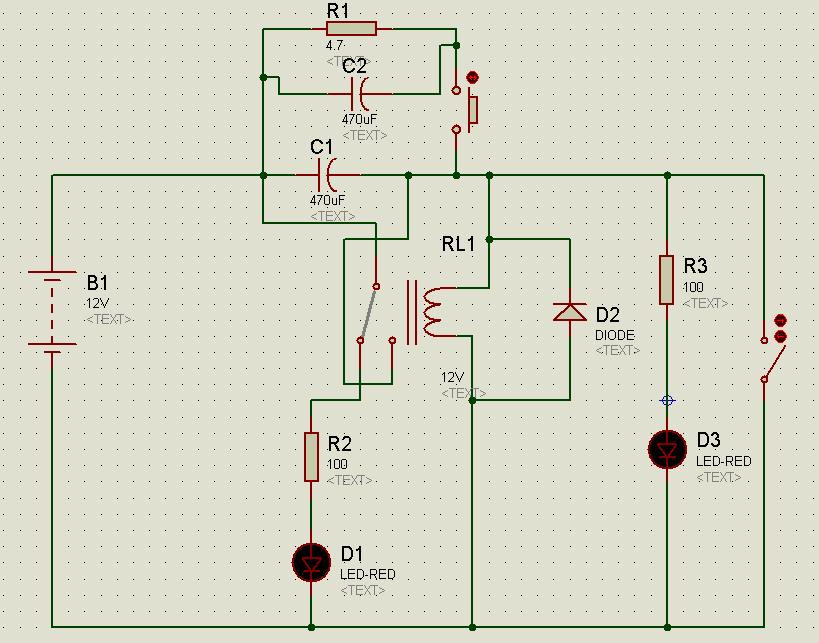 R1
4.7
<TEXT>
C2
470uF
<TEXT>
C1
470uF
<TEXT>
RL1
12V
<TEXT>
B1
12V
<TEXT>
R3
100
<TEXT>
D2
DIODE
<TEXT>
R2
100
<TEXT>
D3
LED-RED
<TEXT>
D1
LED-RED
<TEXT>